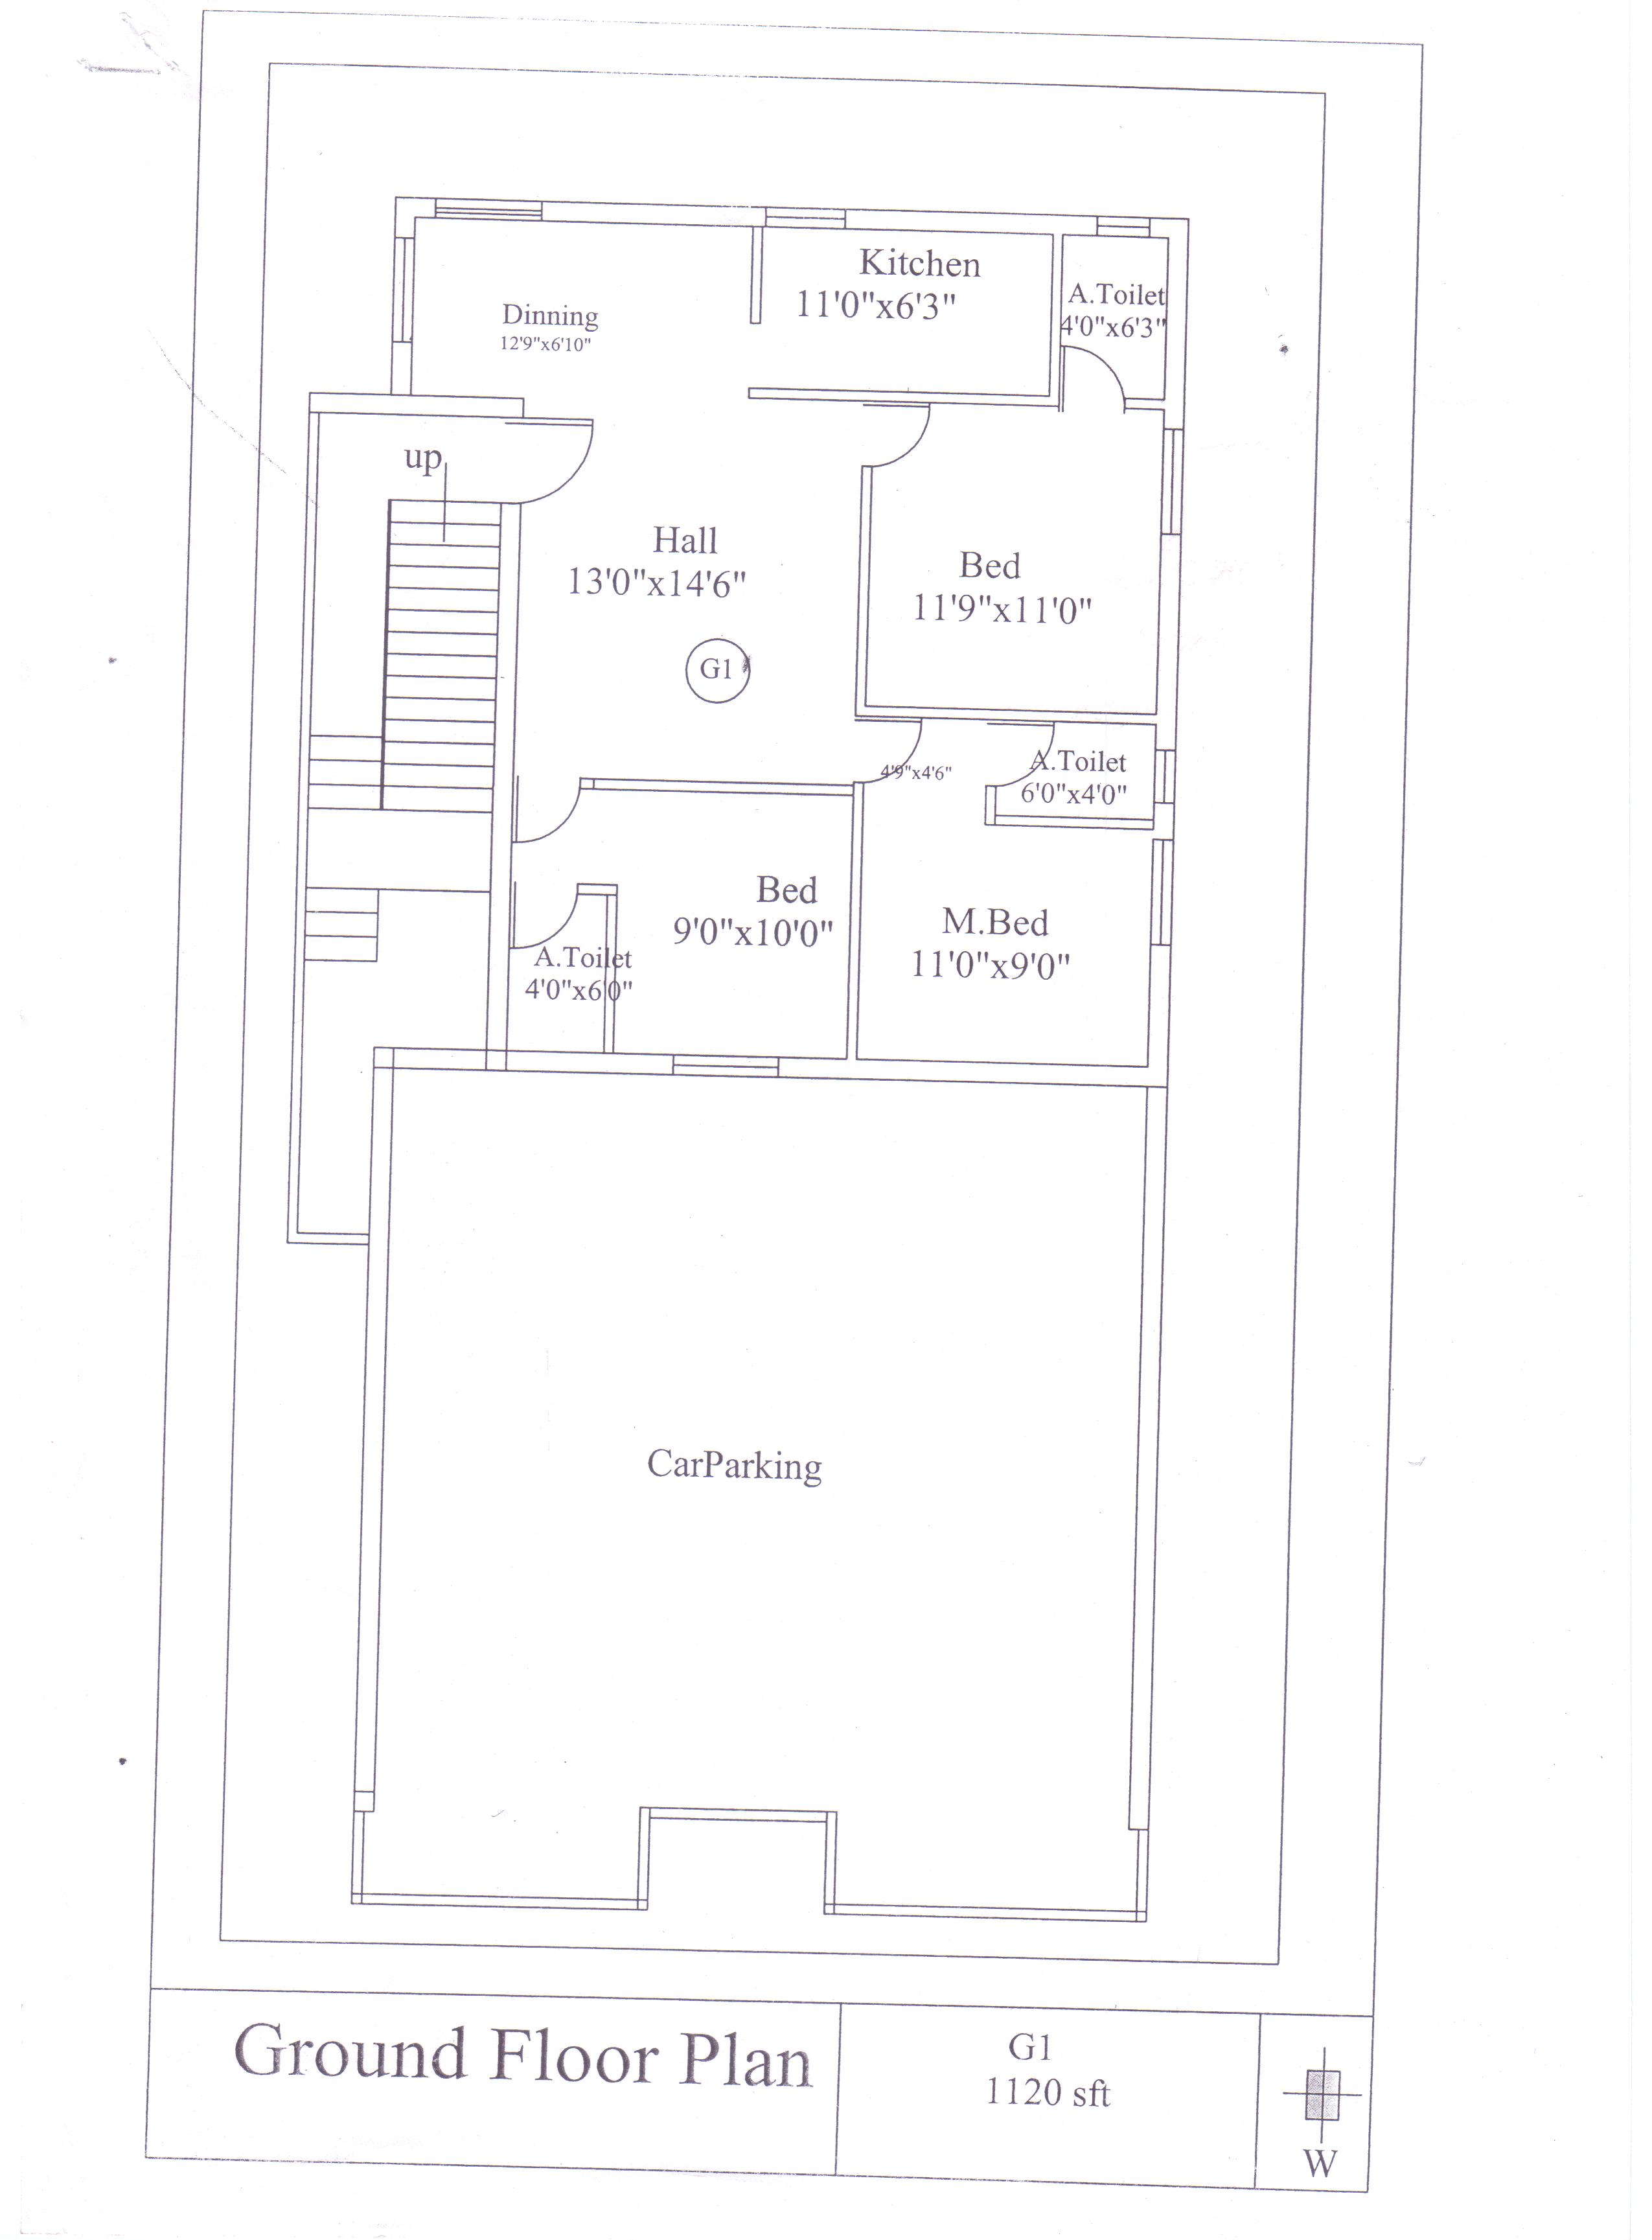 Kitchen
11'0"x6'3"
A.Toilet
4'0"x6'3"
Dinning
12'9"x6'10"
up
Hall
13'0"x14'6"
Bed
11'9"x11'0"
G1
4'9"x4'6"
A.Toilet
6'0"x4'0"
Bed
9'0"x10'0"
M.Bed
11'0"x9'0"
A.Toilet
4'0"x6'0"
CarParking
Ground Floor Plan
G1
1120 sft
W